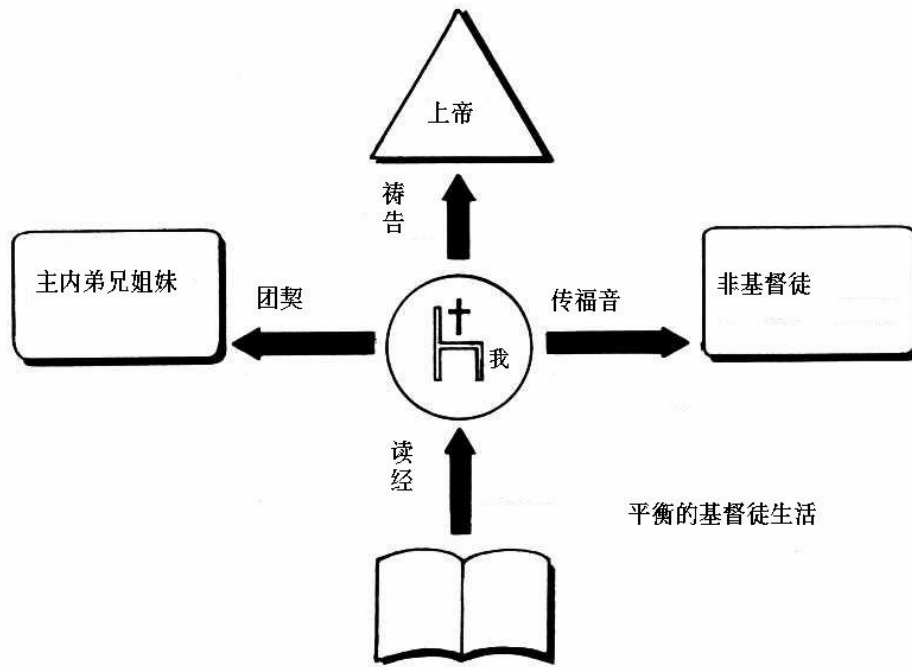 上帝
祷告
主内弟兄姐妹
团契
传福音
非基督徒
我
读经
平衡的基督徒生活